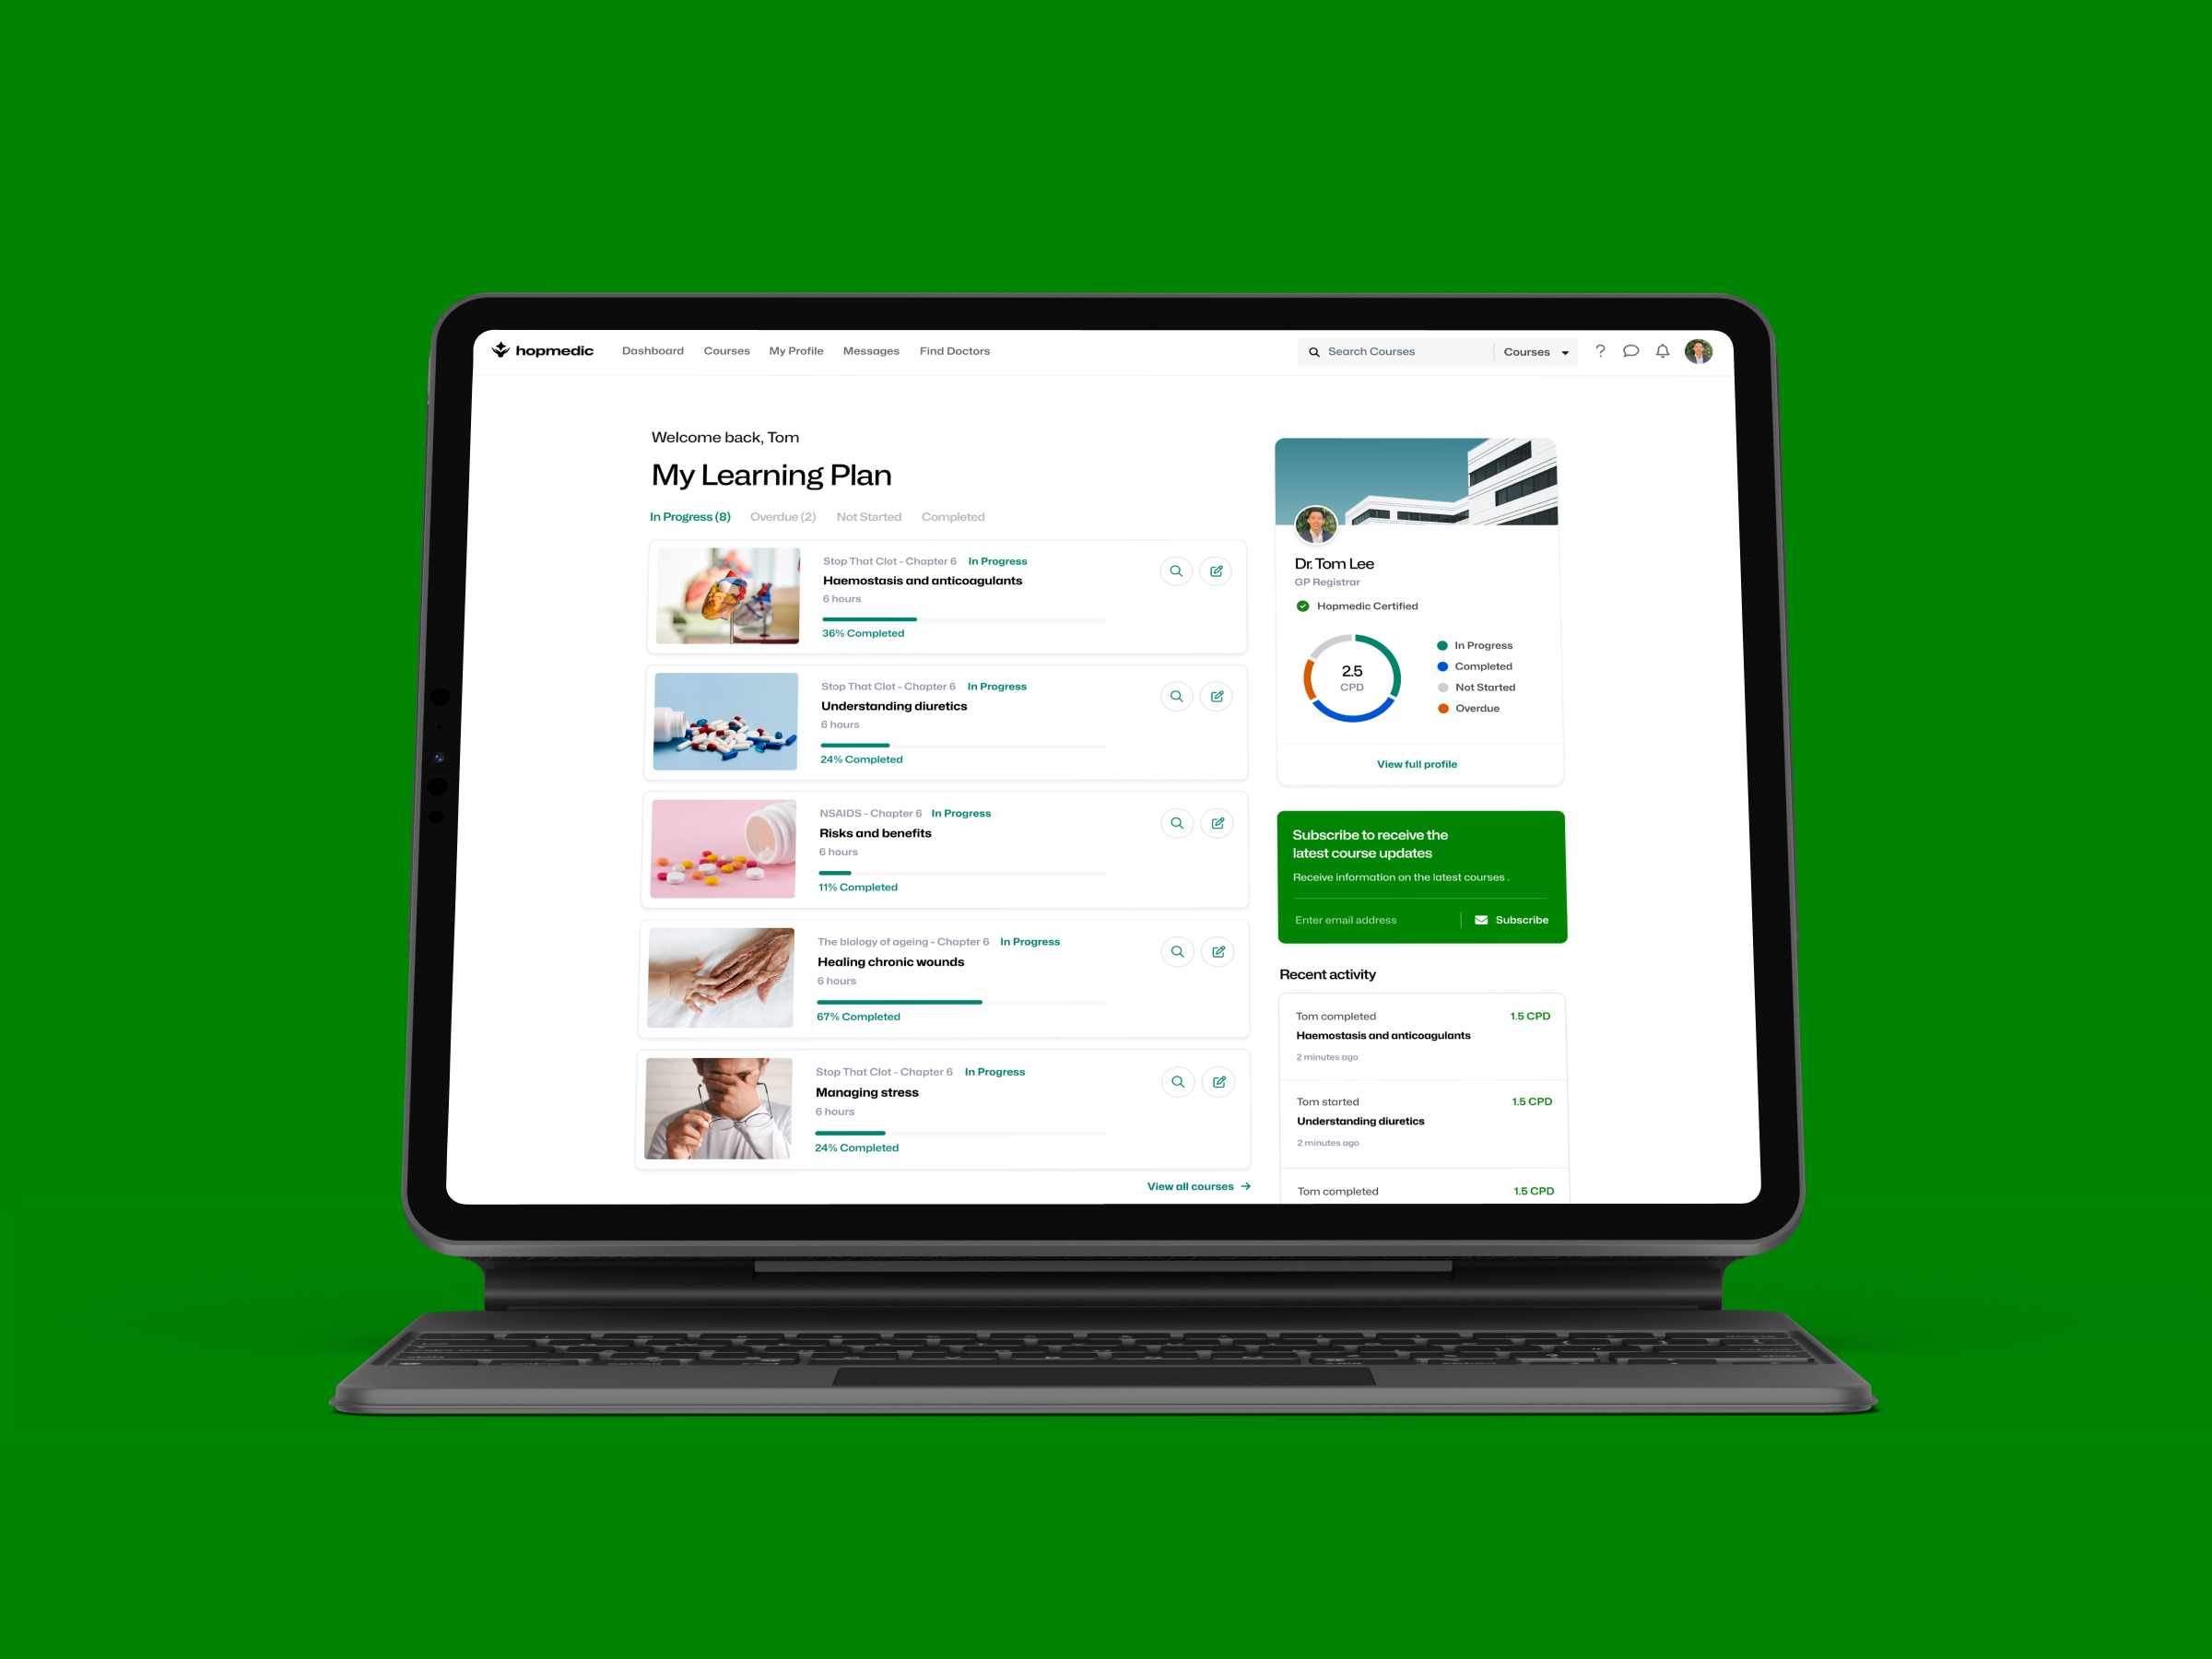 hopmedic
Dashboard
Courses
My Profile
Messages
Find Doctors
Search Courses
Courses
?
Welcome back, Tom
My Learning Plan
In Progress (8)
Overdue (2)
Not Started
Completed
Stop That Clot - Chapter 6 In Progress
Haemostasis and anticoagulants
6 hours
36% Completed
Stop That Clot - Chapter 6 In Progress
Understanding diuretics
6 hours
24% Completed
NSAIDS - Chapter 6 In Progress
Risks and benefits
6 hours
11% Completed
The biology of ageing - Chapter 6 In Progress
Healing chronic wounds
6 hours
67% Completed
Stop That Clot - Chapter 6 In Progress
Managing stress
6 hours
24% Completed
View all courses
Dr. Tom Lee
GP Registrar
Hopmedic Certified
2.5
CPD
In Progress
Completed
Not Started
Overdue
View full profile
Subscribe to receive the
latest course updates
Receive information on the latest courses .
Enter email address
Subscribe
Recent activity
Tom completed 1.5 CPD
Haemostasis and anticoagulants
2 minutes ago
Tom started 1.5 CPD
Understanding diuretics
2 minutes ago
Tom completed 1.5 CPD